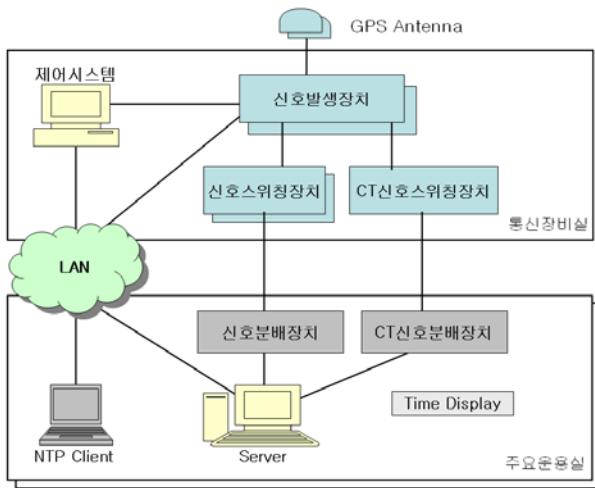 GPS Antenna
제어시스템
신호발생장치
신호스위칭장치
CT신호스위칭장치
통신장비실
LAN
신호분배장치
CT신호분배장치
Time Display
NTP Client
Server
주요운용실